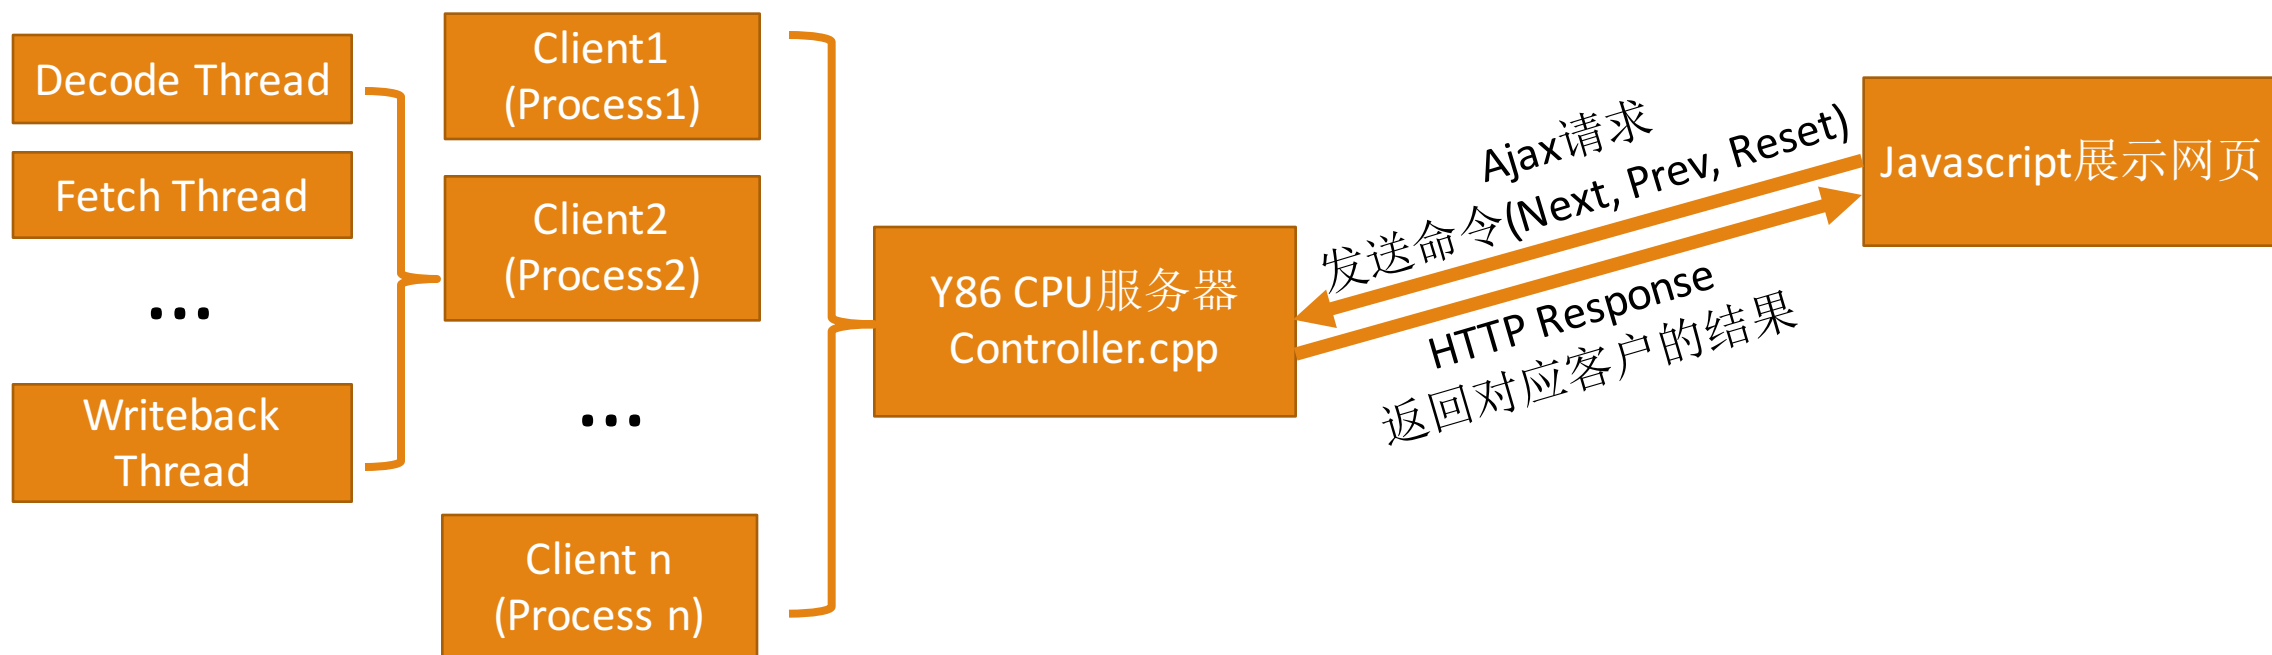 Decode Thread
Fetch Thread
...
Writeback
Thread
Client1
(Process1)
Client2
(Process2)
...
Client n
(Process n)
Y86 CPU服务器
Controller.cpp
Ajax请求
发送命令(Next, Prev, Reset)
HTTP Response
返回对应客户的结果
Javascript展示网页